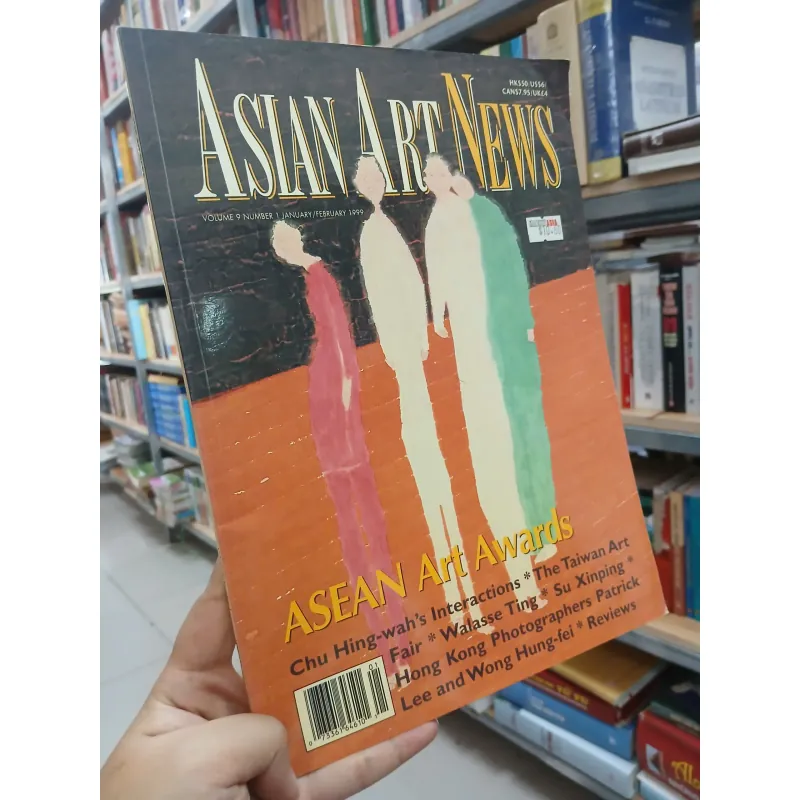 HK$50/US$6/
CAN$7.95/UK£4
ASIAN ART NEWS
VOLUME 9 NUMBER 1 JANUARY/FEBRUARY 1999
ASEAN Art Awards
Chu Hing-wah's Interactions * The Taiwan Art
Fair * Walasse Ting * Su Xinping *
Hong Kong Photographers Patrick
Lee and Wong Hung-fei * Reviews
01